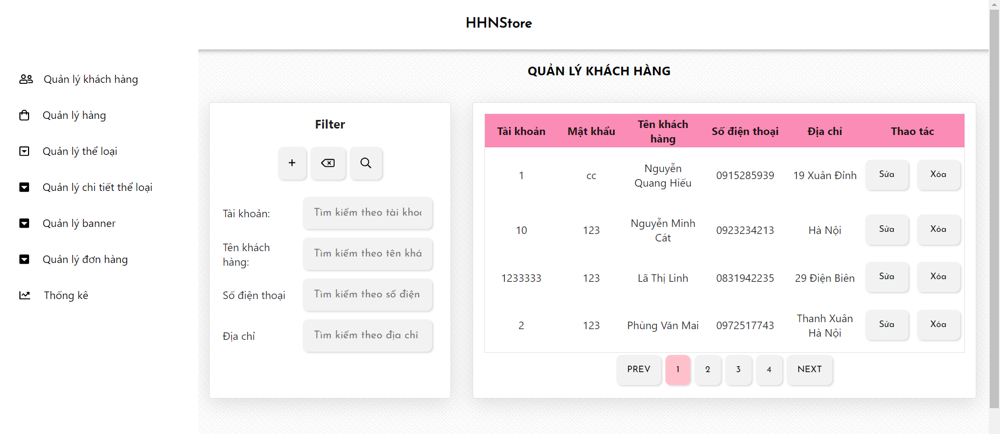 HHNStore
Quản lý khách hàng
Quản lý hàng
Quản lý thể loại
Quản lý chi tiết thể loại
Quản lý banner
Quản lý đơn hàng
Thống kê
QUẢN LÝ KHÁCH HÀNG
Filter
Tài khoản:
Tìm kiếm theo tài kho
Tên khách
hàng:
Tìm kiếm theo tên khá
Số điện thoại
Tìm kiếm theo số điện
Địa chỉ
Tìm kiếm theo địa chỉ
Tài khoản Mật khẩu Tên khách hàng Số điện thoại Địa chỉ Thao tác
1 cc Nguyễn Quang Hiếu 0915285939 19 Xuân Đỉnh Sửa Xóa
10 123 Nguyễn Minh Cát 0923234213 Hà Nội Sửa Xóa
1233333 123 Lã Thị Linh 0831942235 29 Điện Biên Sửa Xóa
2 123 Phùng Văn Mai 0972517743 Thanh Xuân Hà Nội Sửa Xóa
PREV 1 2 3 4 NEXT